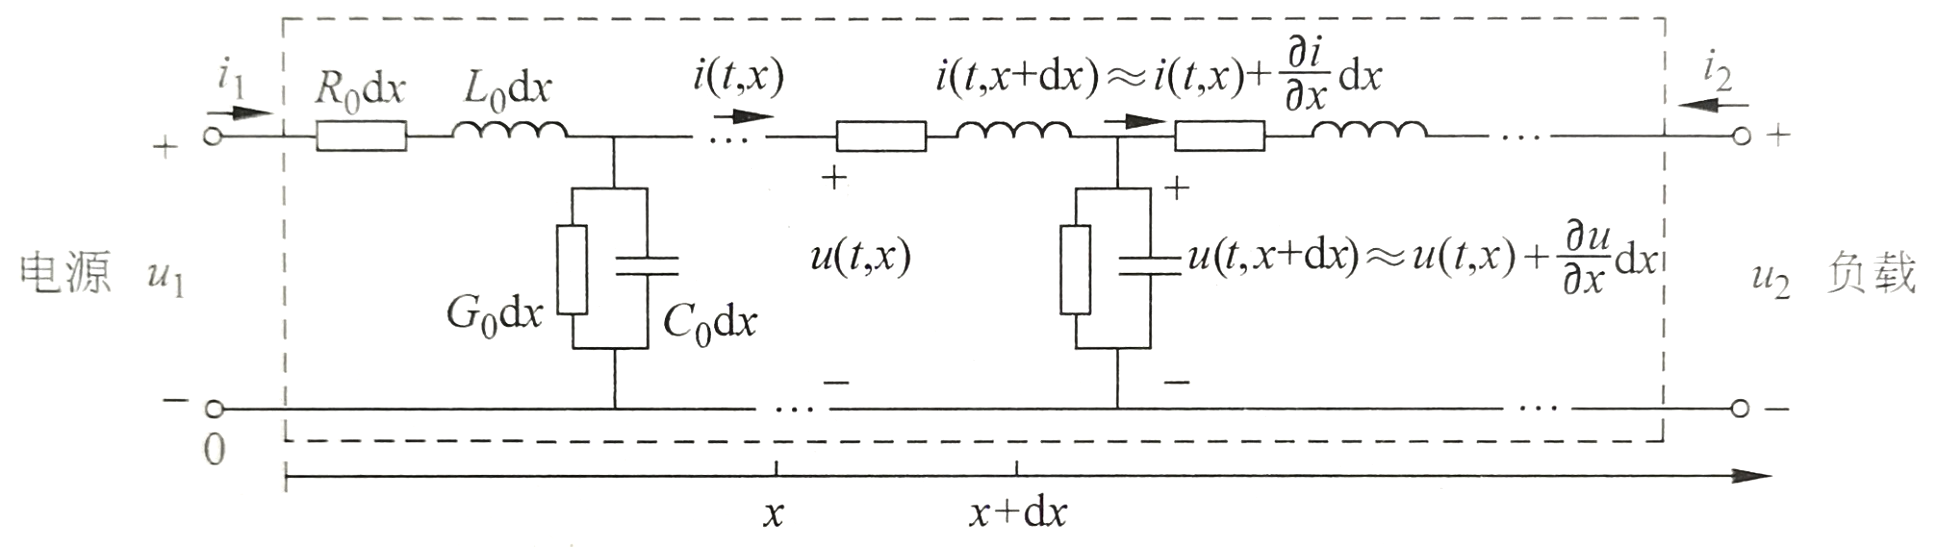 i₁
R₀dx
L₀dx
i(t,x)
i(t,x+dx)≈i(t,x)+∂i/∂x dx
i₂
+
…
…
+
+
+
电源 u₁
u(t,x)
u(t,x+dx)≈u(t,x)+∂u/∂x dx
u₂ 负载
G₀dx
C₀dx
−
−
−
…
…
−
0
x
x+dx